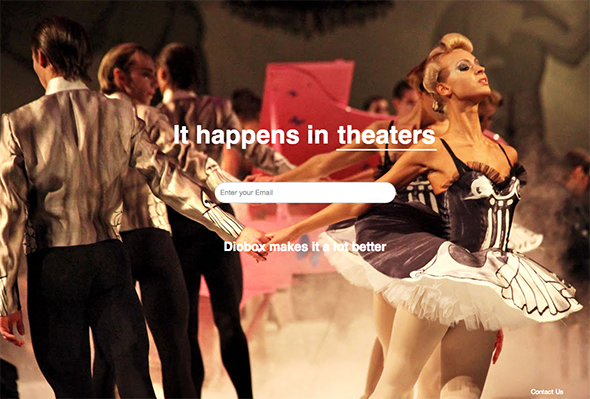 It happens in theaters
Enter your Email
Diobox makes it a lot better
Contact Us